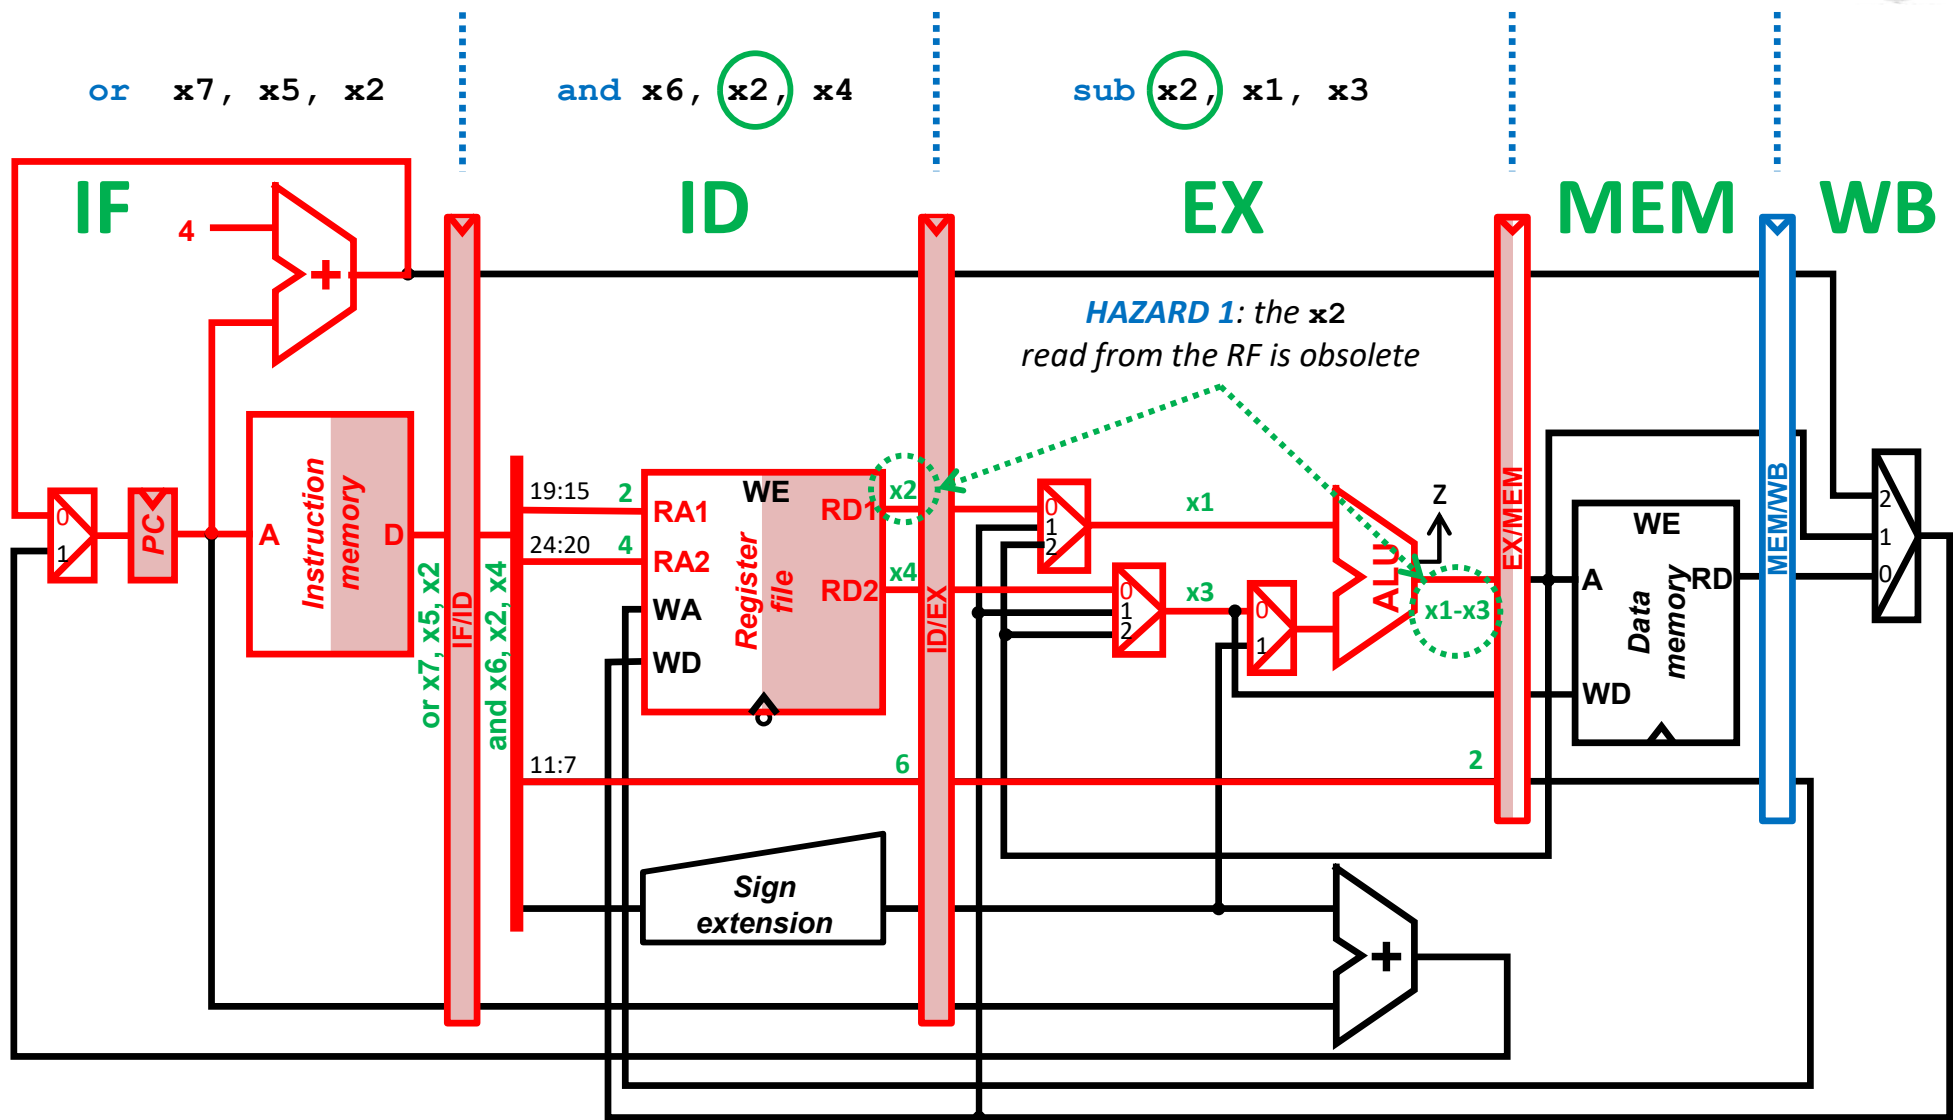 or x7, x5, x2
and x6, x2, x4
sub x2, x1, x3
IF
ID
EX
MEM
WB
4
+
HAZARD 1: the x2
read from the RF is obsolete
0
1
PC
A
Instruction
memory
D
or x7, x5, x2
IF/ID
and x6, x2, x4
19:15
2
24:20
4
11:7
6
RA1
RA2
WA
WD
WE
Register
file
RD1
RD2
x2
x4
ID/EX
0
1
2
0
1
2
x1
x3
0
1
ALU
Z
x1-x3
2
EX/MEM
A
WE
RD
Data
memory
WD
MEM/WB
2
1
0
Sign
extension
+